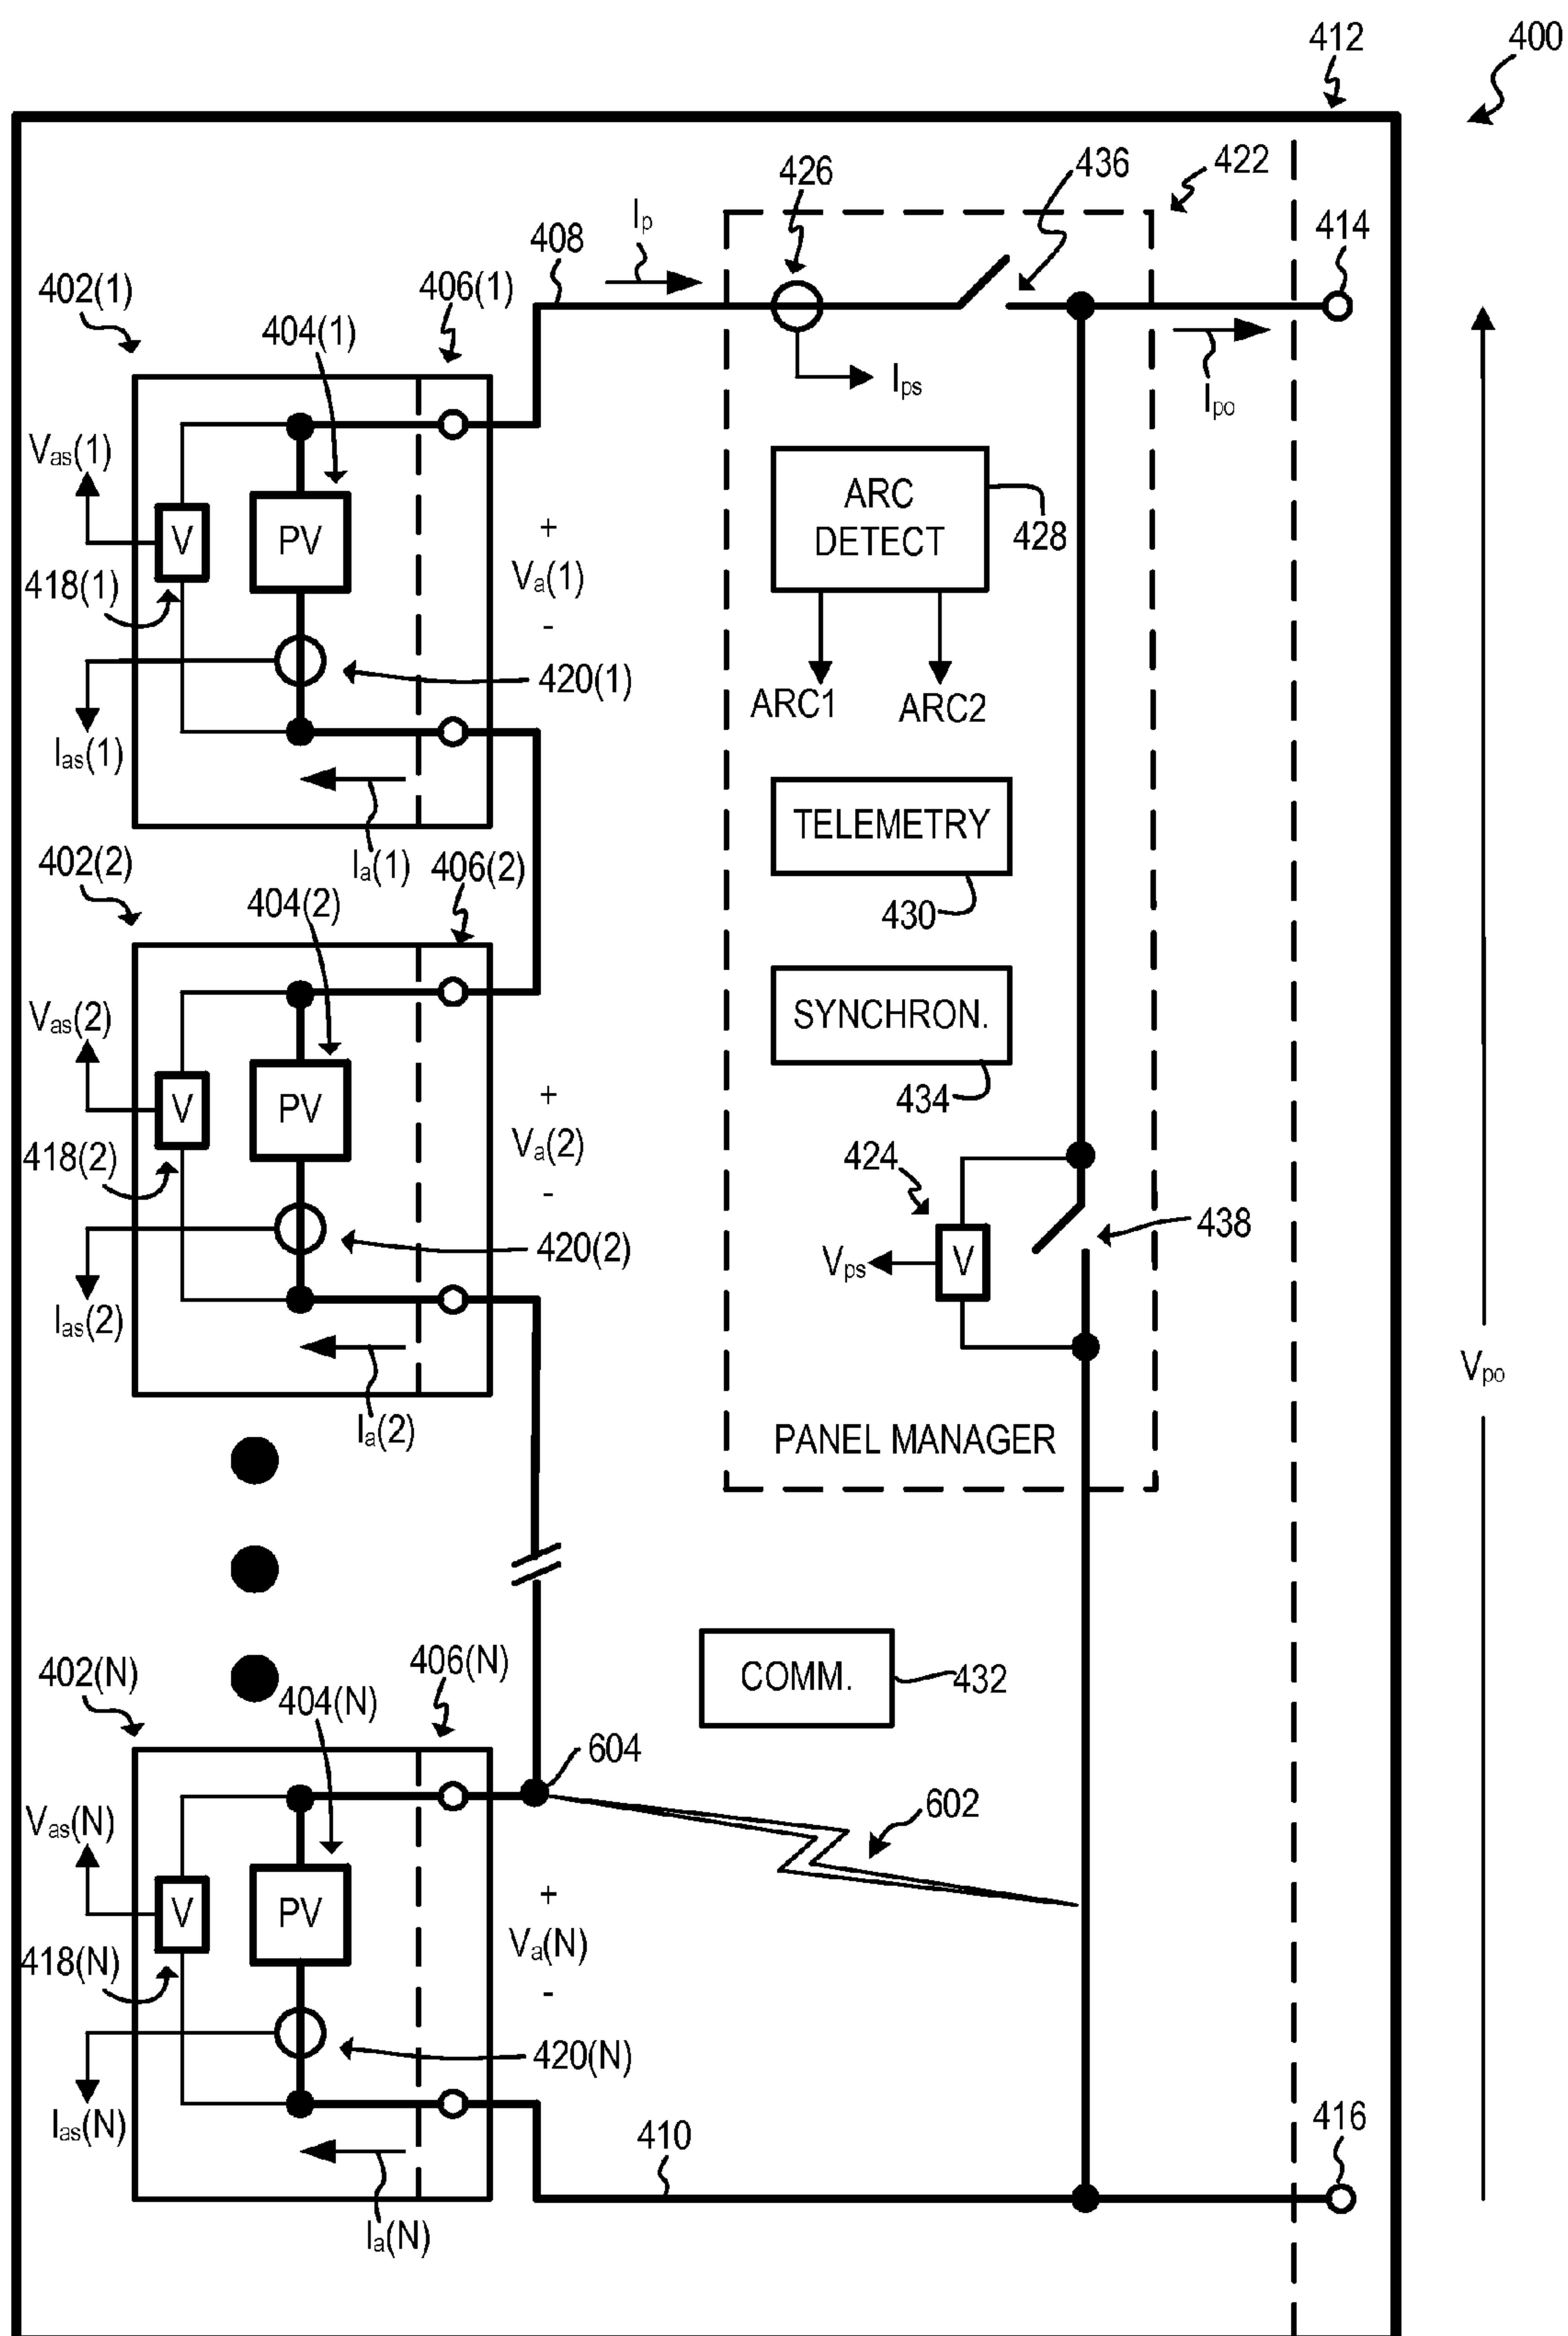 412
400
426
436
422
Ip
408
414
402(1)
406(1)
404(1)
Ips
Ipo
Vas(1)
ARC
DETECT
428
V
PV
+
Va(1)
-
418(1)
420(1)
ARC1
ARC2
Ias(1)
TELEMETRY
402(2)
Ia(1)
406(2)
404(2)
430
Vas(2)
SYNCHRON.
434
V
PV
+
Va(2)
-
418(2)
424
438
420(2)
Vps
V
Ias(2)
Vpo
Ia(2)
PANEL MANAGER
402(N)
406(N)
COMM.
432
404(N)
604
602
Vas(N)
V
PV
+
Va(N)
-
418(N)
420(N)
Ias(N)
410
416
Ia(N)